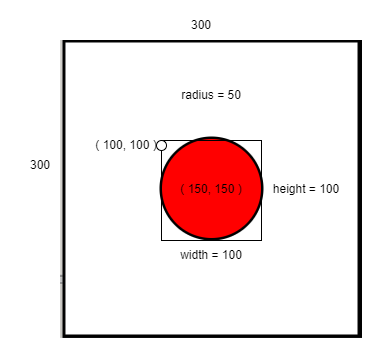 300
radius = 50
( 100, 100 )
300
( 150, 150 )
height = 100
width = 100